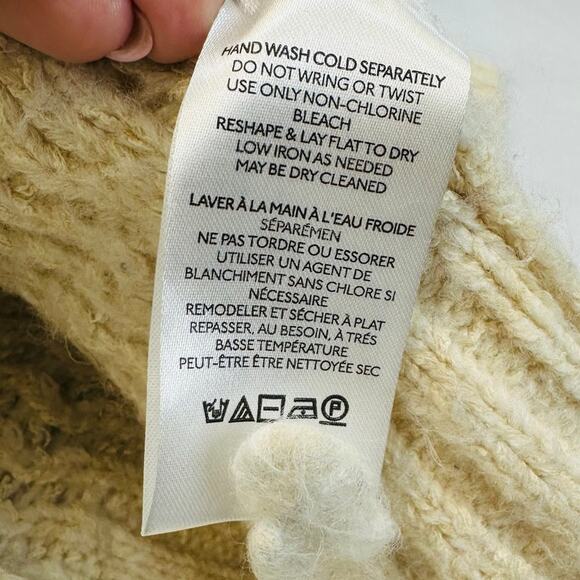 HAND WASH COLD SEPARATELY
DO NOT WRING OR TWIST
USE ONLY NON-CHLORINE
BLEACH
RESHAPE & LAY FLAT TO DRY
LOW IRON AS NEEDED
MAY BE DRY CLEANED
LAVER À LA MAIN À L'EAU FROIDE
SÉPARÉMEN
NE PAS TORDRE OU ESSORER
UTILISER UN AGENT DE
BLANCHIMENT SANS CHLORE SI
NÉCESSAIRE
REMODELER ET SÉCHER À PLAT
REPASSER, AU BESOIN, À TRÉS
BASSE TEMPÉRATURE
PEUT-ÊTRE ÊTRE NETTOYÉE SEC
P